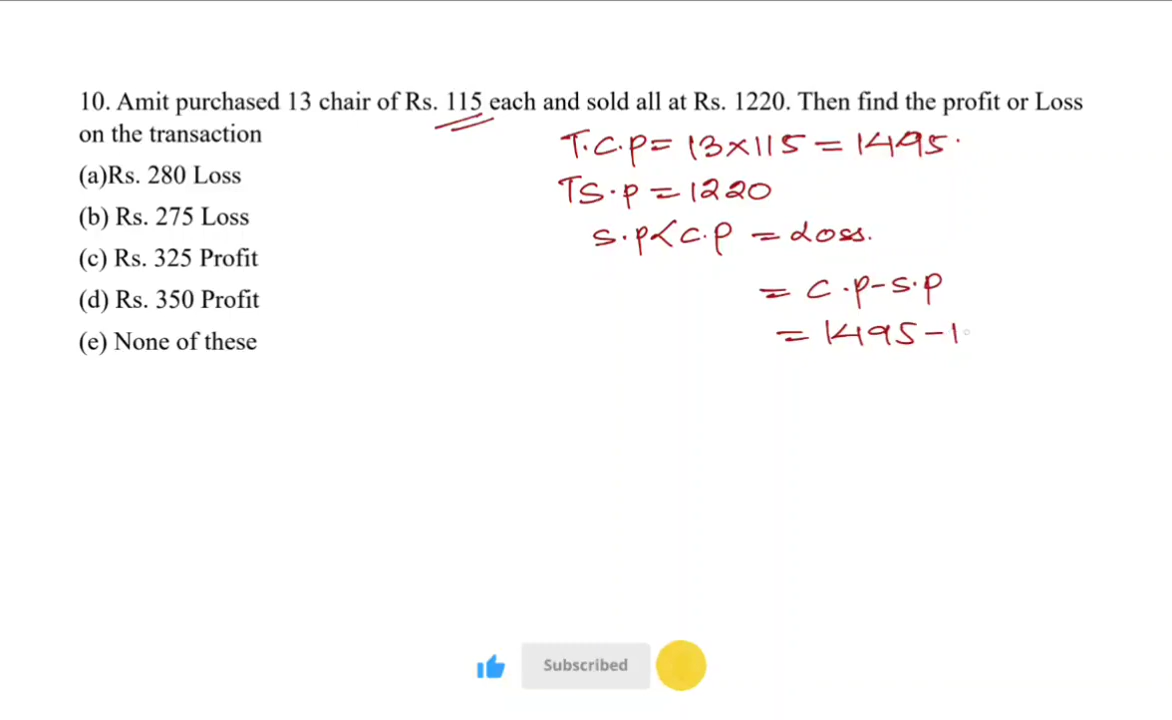 10. Amit purchased 13 chair of Rs. 115 each and sold all at Rs. 1220. Then find the profit or Loss
on the transaction
T.C.P= 13×115 = 1495.
(a)Rs. 280 Loss
TS.P = 1220
(b) Rs. 275 Loss
S.P<C.P = Loss.
(c) Rs. 325 Profit
= C.P-S.P
(d) Rs. 350 Profit
= 1495-1
(e) None of these
Subscribed